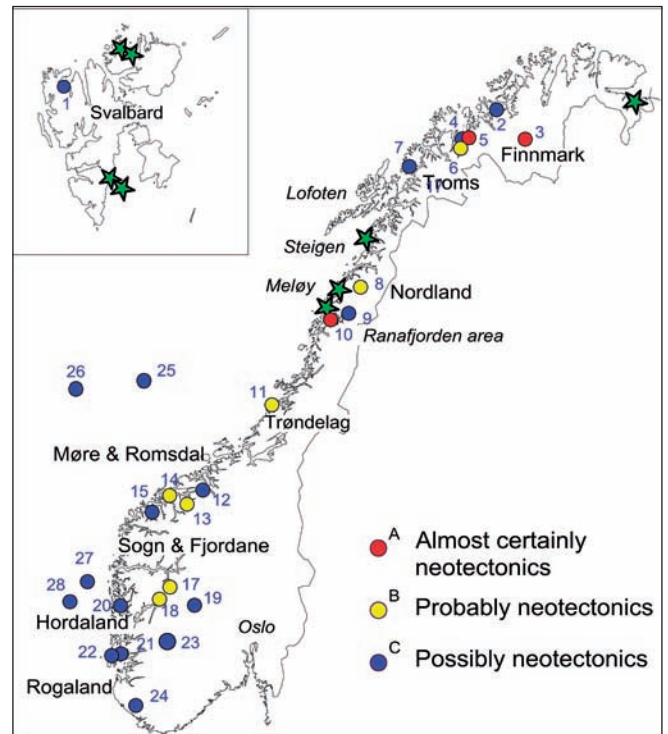 1
Svalbard
4
2
5
3
7
Finnmark
6
Troms
17
Lofoten
Steigen
Meløy
8
Nordland
9
10
Ranafjorden area
26
25
11
Trøndelag
Møre & Romsdal
14
15
12
13
Sogn & Fjordane
A Almost certainly
neotectonics
27
17
28
20
18
19
B Probably neotectonics
Hordaland
Oslo
22
21
23
C Possibly neotectonics
Rogaland
24